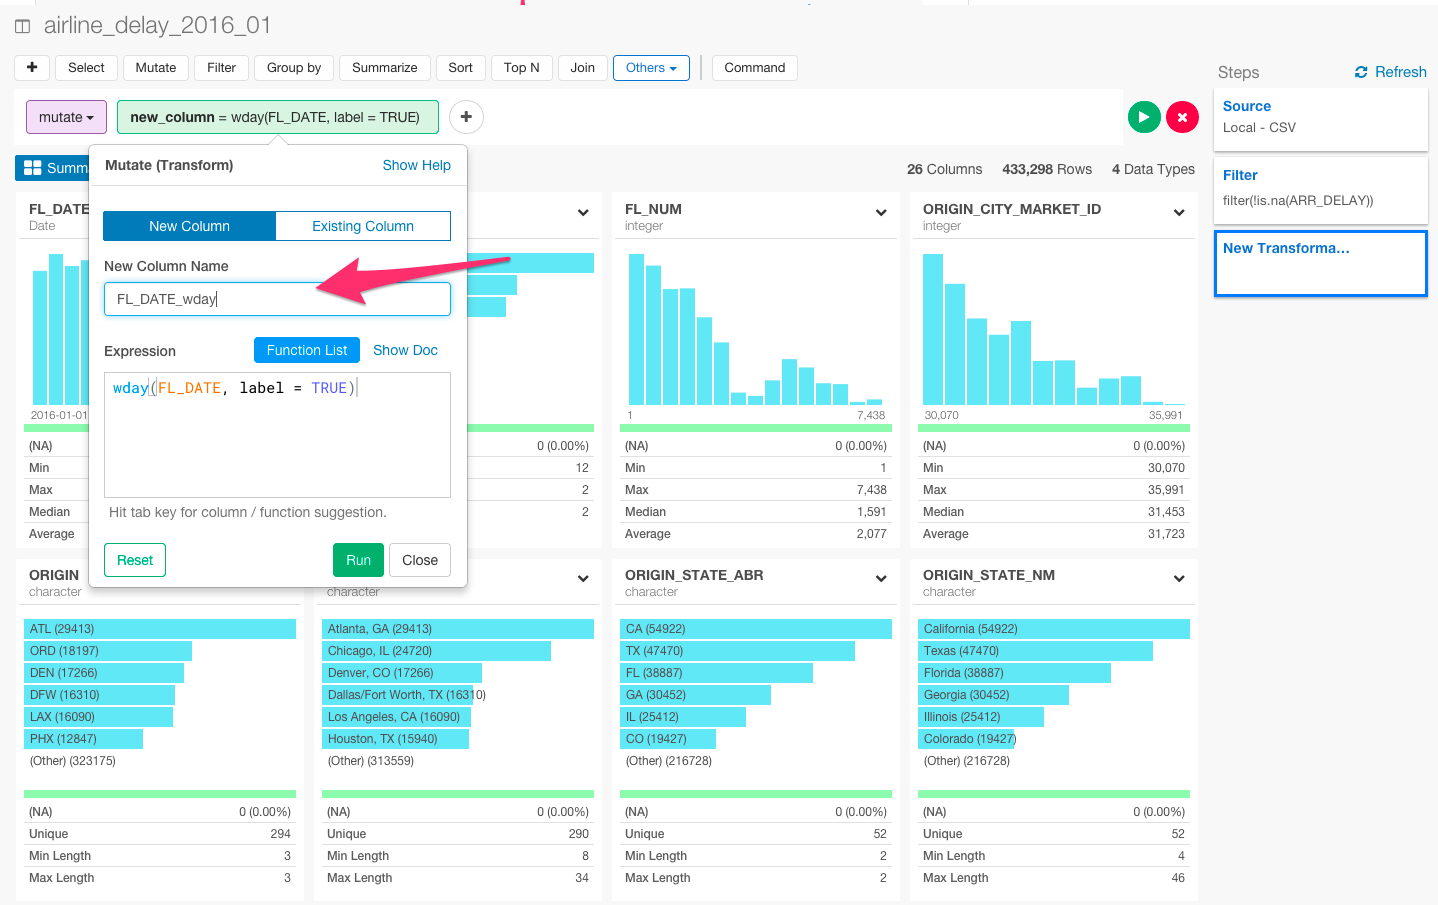 airline_delay_2016_01
+ Select Mutate Filter Group by Summarize Sort Top N Join Others Command
mutate new_column = wday(FL_DATE, label = TRUE) +
Summa
26 Columns 433,298 Rows 4 Data Types
Mutate (Transform) Show Help
New Column Existing Column
New Column Name
FL_DATE_wday
Expression Function List Show Doc
wday(FL_DATE, label = TRUE)
Hit tab key for column / function suggestion.
Reset Run Close
Steps Refresh
Source
Local - CSV
Filter
filter(!is.na(ARR_DELAY))
New Transforma...
FL_DATE
Date
2016-01-01
(NA)
Min
Max
Median
Average
0 (0.00%)
12
2
2
FL_NUM
integer
1 7,438
(NA) 0 (0.00%)
Min 1
Max 7,438
Median 1,591
Average 2,077
ORIGIN_CITY_MARKET_ID
integer
30,070 35,991
(NA) 0 (0.00%)
Min 30,070
Max 35,991
Median 31,453
Average 31,723
ORIGIN
character
ATL (29413)
ORD (18197)
DEN (17266)
DFW (16310)
LAX (16090)
PHX (12847)
(Other) (323175)
(NA) 0 (0.00%)
Unique 294
Min Length 3
Max Length 3
character
Atlanta, GA (29413)
Chicago, IL (24720)
Denver, CO (17266)
Dallas/Fort Worth, TX (16310)
Los Angeles, CA (16090)
Houston, TX (15940)
(Other) (313559)
(NA) 0 (0.00%)
Unique 290
Min Length 8
Max Length 34
ORIGIN_STATE_ABR
character
CA (54922)
TX (47470)
FL (38887)
GA (30452)
IL (25412)
CO (19427)
(Other) (216728)
(NA) 0 (0.00%)
Unique 52
Min Length 2
Max Length 2
ORIGIN_STATE_NM
character
California (54922)
Texas (47470)
Florida (38887)
Georgia (30452)
Illinois (25412)
Colorado (19427)
(Other) (216728)
(NA) 0 (0.00%)
Unique 52
Min Length 4
Max Length 46